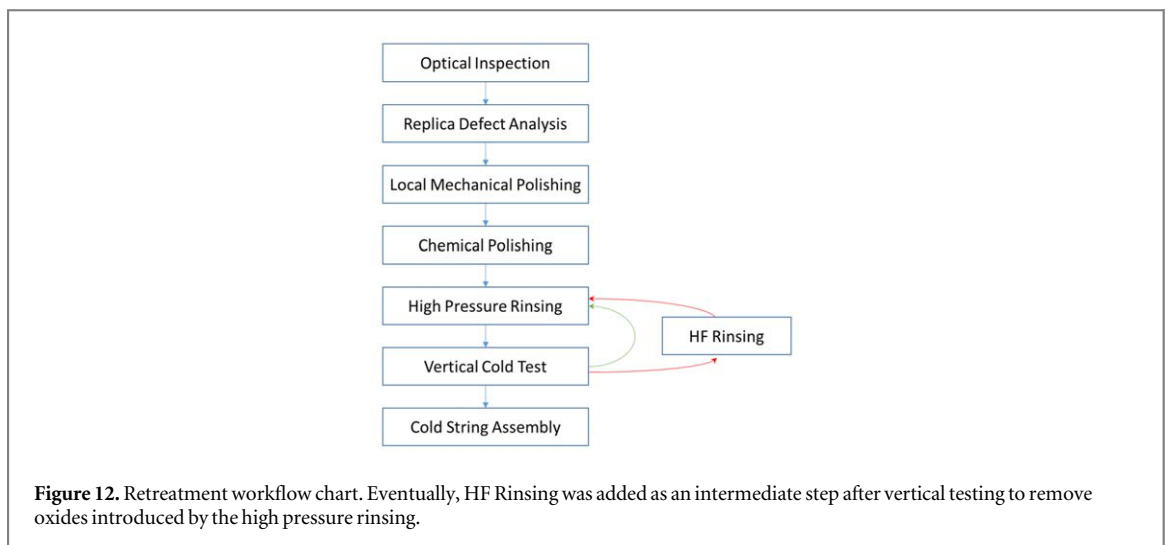 Optical Inspection
Replica Defect Analysis
Local Mechanical Polishing
Chemical Polishing
High Pressure Rinsing
HF Rinsing
Vertical Cold Test
Cold String Assembly
Figure 12. Retreatment workflow chart. Eventually, HF Rinsing was added as an intermediate step after vertical testing to remove
oxides introduced by the high pressure rinsing.